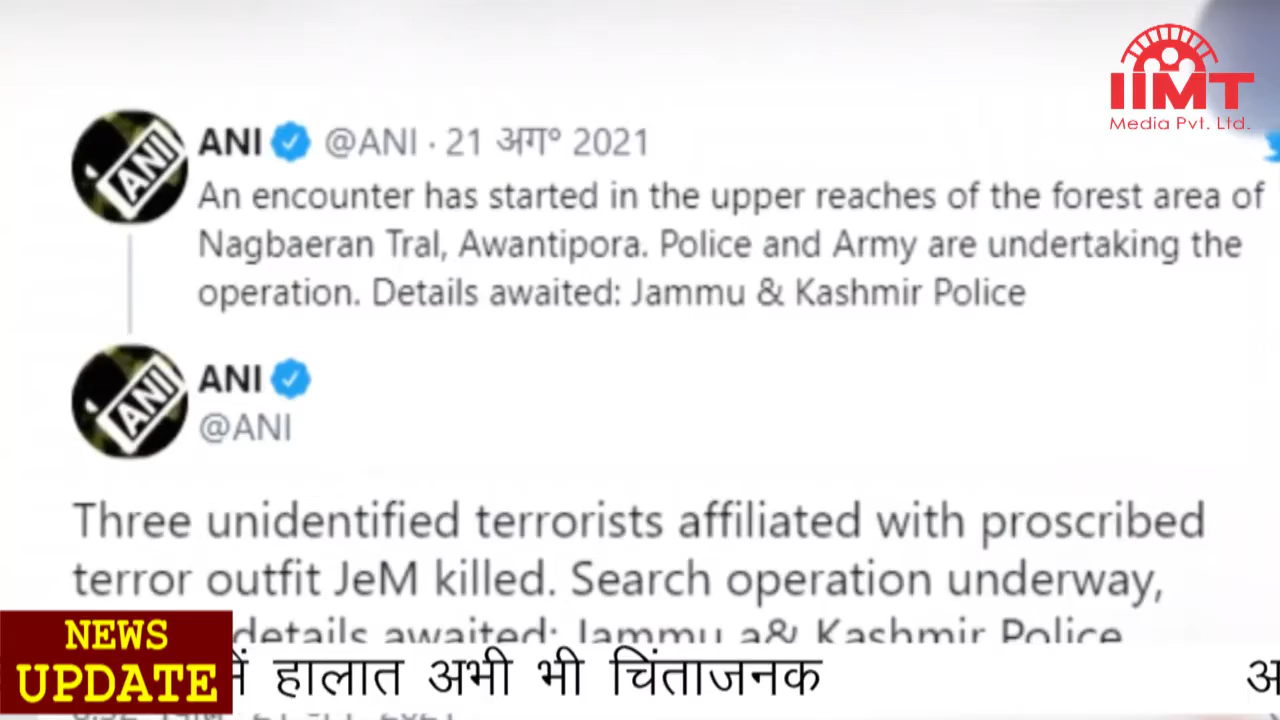 IIMT
Media Pvt. Ltd.
ANI @ANI · 21 अग° 2021
An encounter has started in the upper reaches of the forest area of
Nagbaeran Tral, Awantipora. Police and Army are undertaking the
operation. Details awaited: Jammu & Kashmir Police
ANI
ANI
@ANI
ANI
Three unidentified terrorists affiliated with proscribed
terror outfit JeM killed. Search operation underway,
details awaited: Jammu a& Kashmir Police
NEWS
UPDATE
में हालात अभी भी चिंताजनक